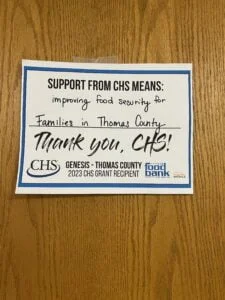 SUPPORT FROM CHS MEANS:
improving food security for
Families in Thomas County
Thank you, CHS!
CHS
GENESIS - THOMAS COUNTY
2023 CHS GRANT RECIPIENT
food
bank